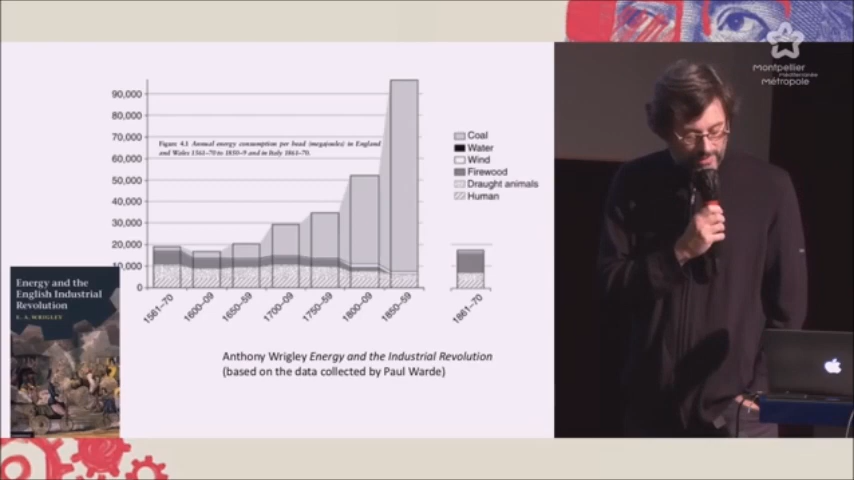 montpellier
méditerranée
Métropole
90,000
80,000
70,000
60,000
50,000
40,000
30,000
20,000
10,000
0
Figure 4.1 Annual energy consumption per head (megajoules) in England
and Wales 1561–70 to 1850–9 and in Italy 1861–70.
Coal
Water
Wind
Firewood
Draught animals
Human
1561–70
1600–09
1650–59
1700–09
1750–59
1800–09
1850–59
1861–70
Energy and the
English Industrial
Revolution
E. A. WRIGLEY
Anthony Wrigley Energy and the Industrial Revolution
(based on the data collected by Paul Warde)